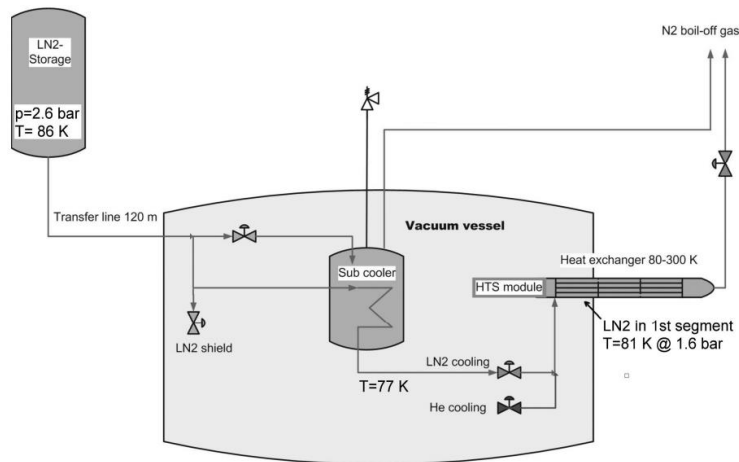 LN2-
Storage
p=2.6 bar
T= 86 K
N2 boil-off gas
Transfer line 120 m
Vacuum vessel
Sub cooler
Heat exchanger 80-300 K
HTS module
LN2 in 1st segment
T=81 K @ 1.6 bar
LN2 shield
LN2 cooling
T=77 K
He cooling